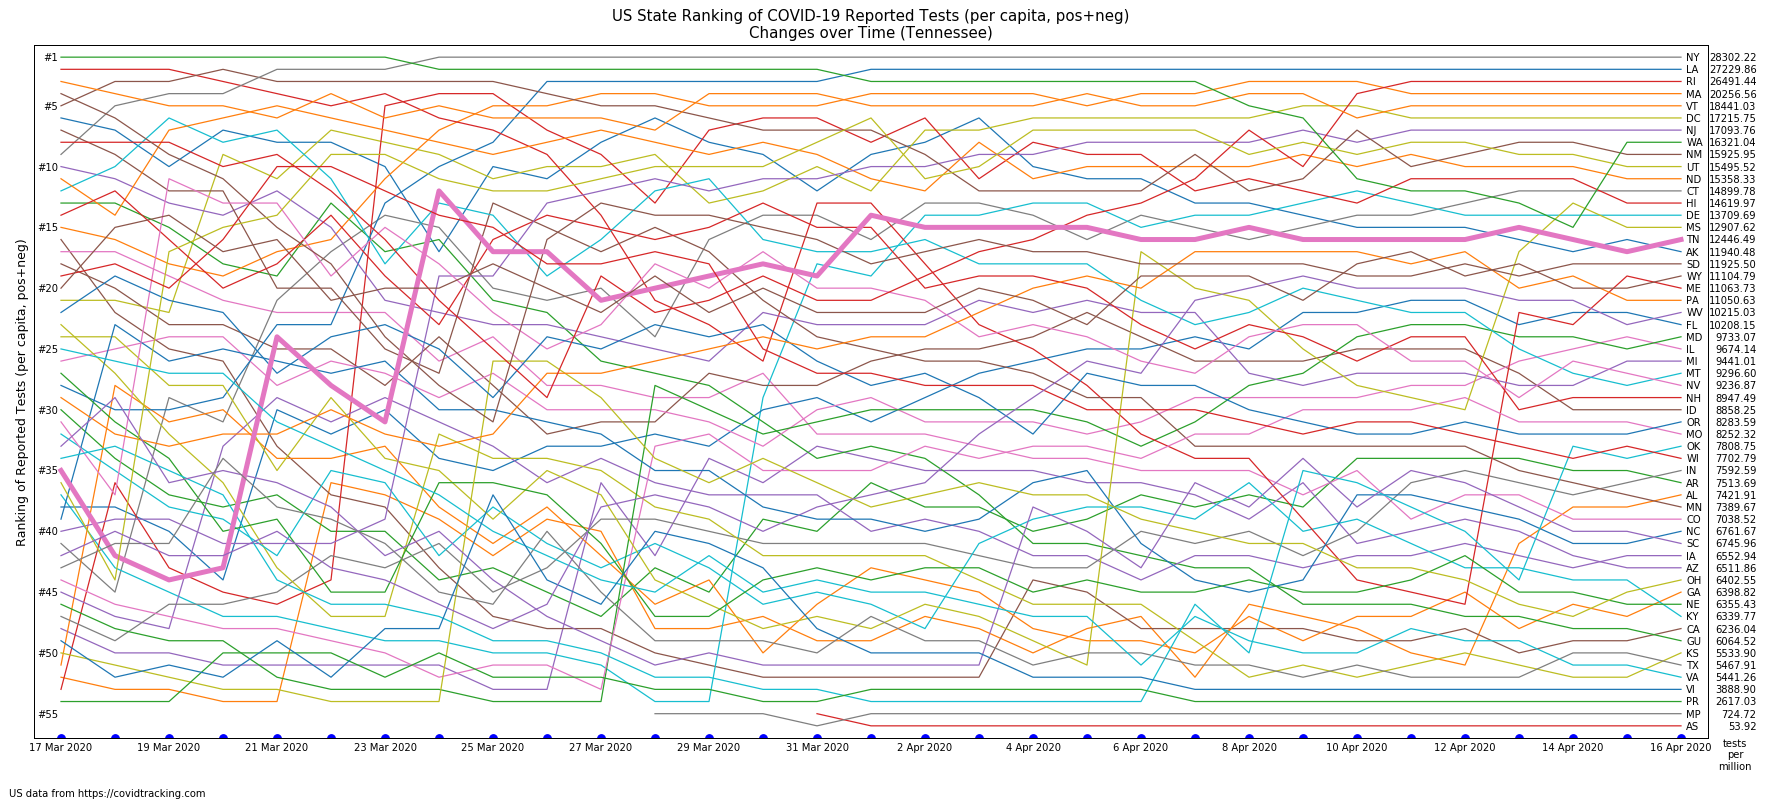 US State Ranking of COVID-19 Reported Tests (per capita, pos+neg)
Changes over Time (Tennessee)
Ranking of Reported Tests (per capita, pos+neg)
#1
#5
#10
#15
#20
#25
#30
#35
#40
#45
#50
#55
NY 28302.22
LA 27229.86
RI 26491.44
MA 20256.56
VT 18441.03
DC 17215.75
NJ 17093.76
WA 16321.04
NM 15925.95
UT 15495.52
ND 15358.33
CT 14899.78
HI 14619.97
DE 13709.69
MS 12907.62
TN 12446.49
AK 11940.48
SD 11925.50
WY 11104.79
ME 11063.73
PA 11050.63
WV 10215.03
FL 10208.15
MD 9733.07
IL 9674.14
MI 9441.01
MT 9296.60
NV 9236.87
NH 8947.49
ID 8858.25
OR 8283.59
MO 8252.32
OK 7808.75
WI 7702.79
IN 7592.59
AR 7513.69
AL 7421.91
MN 7389.67
CO 7038.52
NC 6761.67
SC 6745.96
IA 6552.94
AZ 6511.86
OH 6402.55
GA 6398.82
NE 6355.43
KY 6339.77
CA 6236.04
GU 6064.52
KS 5533.90
TX 5467.91
VA 5441.26
VI 3888.90
PR 2617.03
MP 724.72
AS 53.92
17 Mar 2020 19 Mar 2020 21 Mar 2020 23 Mar 2020 25 Mar 2020 27 Mar 2020 29 Mar 2020 31 Mar 2020 2 Apr 2020 4 Apr 2020 6 Apr 2020 8 Apr 2020 10 Apr 2020 12 Apr 2020 14 Apr 2020 16 Apr 2020
tests
per
million
US data from https://covidtracking.com